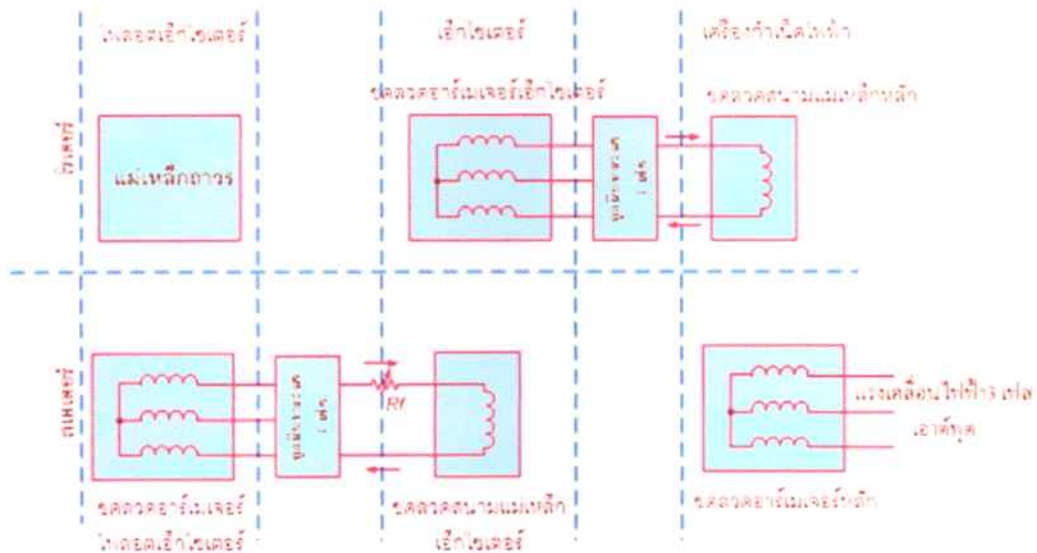 ไพลอตเอ็กไซเตอร์
เอ็กไซเตอร์
เครื่องกำเนิดไฟฟ้า
ขดลวดอาร์เมเจอร์เอ็กไซเตอร์
ขดลวดสนามแม่เหล็กหลัก
โรเตอร์
แม่เหล็กถาวร
3 เฟส
สเตเตอร์
3 เฟส
Rf
แรงเคลื่อนไฟฟ้า3 เฟส
เอาต์พุต
ขดลวดอาร์เมเจอร์
ไพลอตเอ็กไซเตอร์
ขดลวดสนามแม่เหล็ก
เอ็กไซเตอร์
ขดลวดอาร์เมเจอร์หลัก